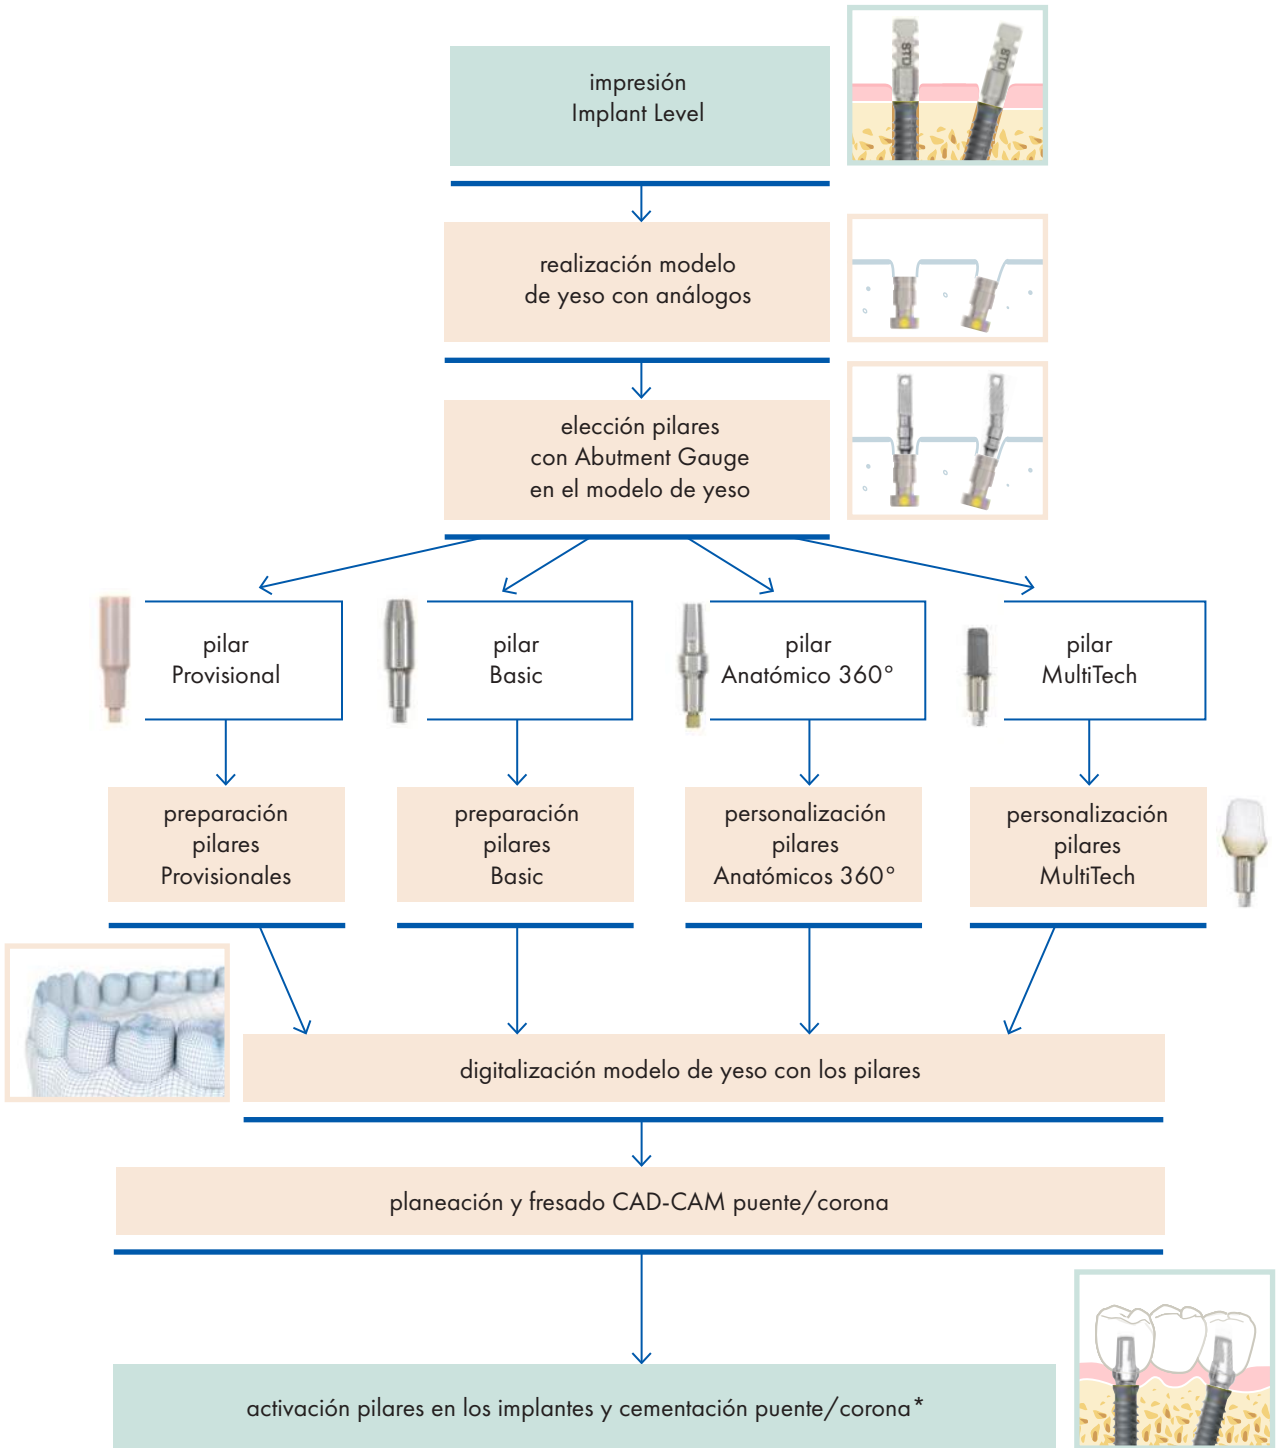 impresión
Implant Level
STD
STD
realización modelo
de yeso con análogos
elección pilares
con Abutment Gauge
en el modelo de yeso
pilar
Provisional
pilar
Basic
pilar
Anatómico 360°
pilar
MultiTech
preparación
pilares
Provisionales
preparación
pilares
Basic
personalización
pilares
Anatómicos 360°
personalización
pilares
MultiTech
digitalización modelo de yeso con los pilares
planeación y fresado CAD-CAM puente/corona
activación pilares en los implantes y cementación puente/corona*